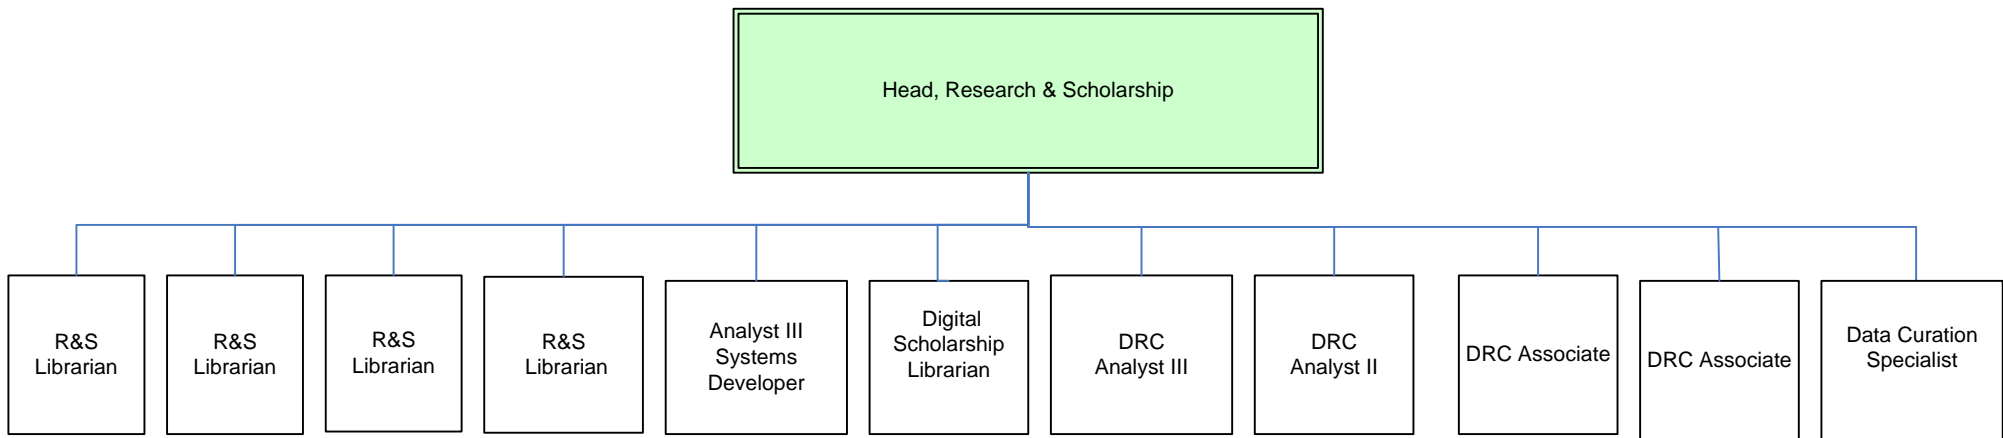 Head, Research & Scholarship
R&S
Librarian
R&S
Librarian
R&S
Librarian
R&S
Librarian
Analyst III
Systems
Developer
Digital
Scholarship
Librarian
DRC
Analyst III
DRC
Analyst II
DRC Associate
DRC Associate
Data Curation
Specialist